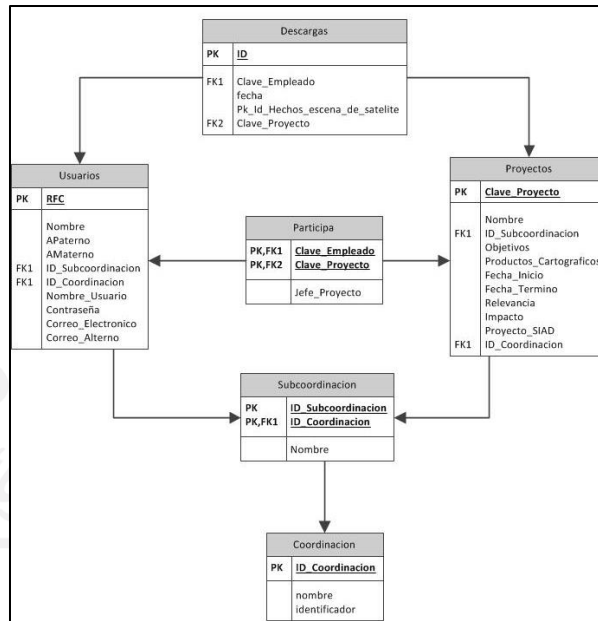 Descargas
PK ID
FK1 Clave_Empleado
fecha
Pk_Id_Hechos_escena_de_satelite
FK2 Clave_Proyecto
Usuarios
PK RFC
Nombre
APaterno
AMaterno
FK1 ID_Subcoordinacion
FK1 ID_Coordinacion
Nombre_Usuario
Contraseña
Correo_Electronico
Correo_Alterno
Participa
PK,FK1 Clave_Empleado
PK,FK2 Clave_Proyecto
Jefe_Proyecto
Proyectos
PK Clave_Proyecto
Nombre
FK1 ID_Subcoordinacion
Objetivos
Productos_Cartograficos
Fecha_Inicio
Fecha_Termino
Relevancia
Impacto
Proyecto_SIAD
FK1 ID_Coordinacion
Subcoordinacion
PK ID_Subcoordinacion
PK,FK1 ID_Coordinacion
Nombre
Coordinacion
PK ID_Coordinacion
nombre
identificador